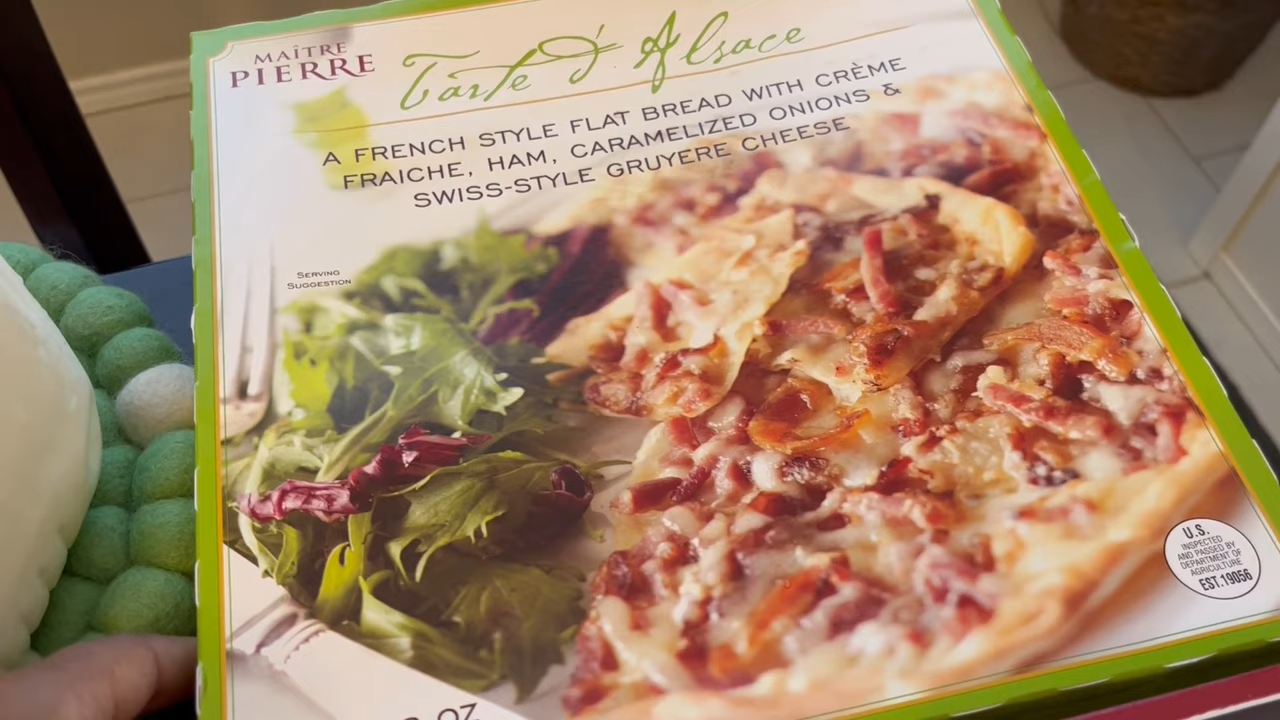 MAÎTRE
PIERRE
Tarte d'Alsace
A FRENCH STYLE FLAT BREAD WITH CRÈME
FRAICHE, HAM, CARAMELIZED ONIONS &
SWISS-STYLE GRUYERE CHEESE
SERVING
SUGGESTION
U.S.
INSPECTED
AND PASSED BY
DEPARTMENT OF
AGRICULTURE
EST.19056
OZ